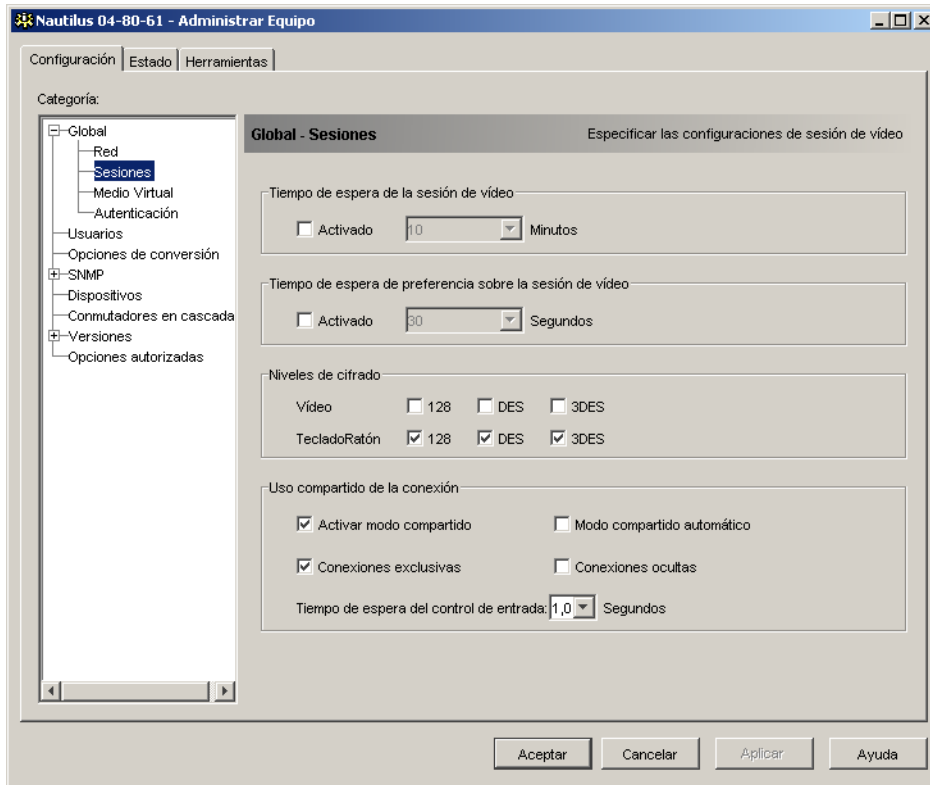 Nautilus 04-80-61 - Administrar Equipo
Configuración Estado Herramientas
Categoría:
Global
Red
Sesiones
Medio Virtual
Autenticación
Usuarios
Opciones de conversión
SNMP
Dispositivos
Conmutadores en cascada
Versiones
Opciones autorizadas
Global - Sesiones Especificar las configuraciones de sesión de vídeo
Tiempo de espera de la sesión de vídeo
Activado 10 Minutos
Tiempo de espera de preferencia sobre la sesión de vídeo
Activado 30 Segundos
Niveles de cifrado
Vídeo 128 DES 3DES
TecladoRatón 128 DES 3DES
Uso compartido de la conexión
Activar modo compartido Modo compartido automático
Conexiones exclusivas Conexiones ocultas
Tiempo de espera del control de entrada: 1,0 Segundos
Aceptar Cancelar Aplicar Ayuda